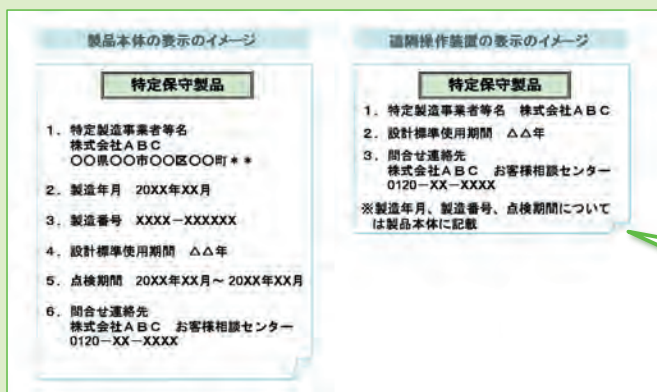 製品本体の表示のイメージ
特定保守製品
1. 特定製造事業者等名
株式会社ABC
〇〇県〇〇市〇〇区〇〇町**
2. 製造年月 20XX年XX月
3. 製造番号 XXXX-XXXXXX
4. 設計標準使用期間 △△年
5. 点検期間 20XX年XX月～20XX年XX月
6. 問合せ連絡先
株式会社ABC お客様相談センター
0120-XX-XXXX
遠隔操作装置の表示のイメージ
特定保守製品
1. 特定製造事業者等名 株式会社ABC
2. 設計標準使用期間 △△年
3. 問合せ連絡先
株式会社ABC お客様相談センター
0120-XX-XXXX
※製造年月、製造番号、点検期間について
は製品本体に記載